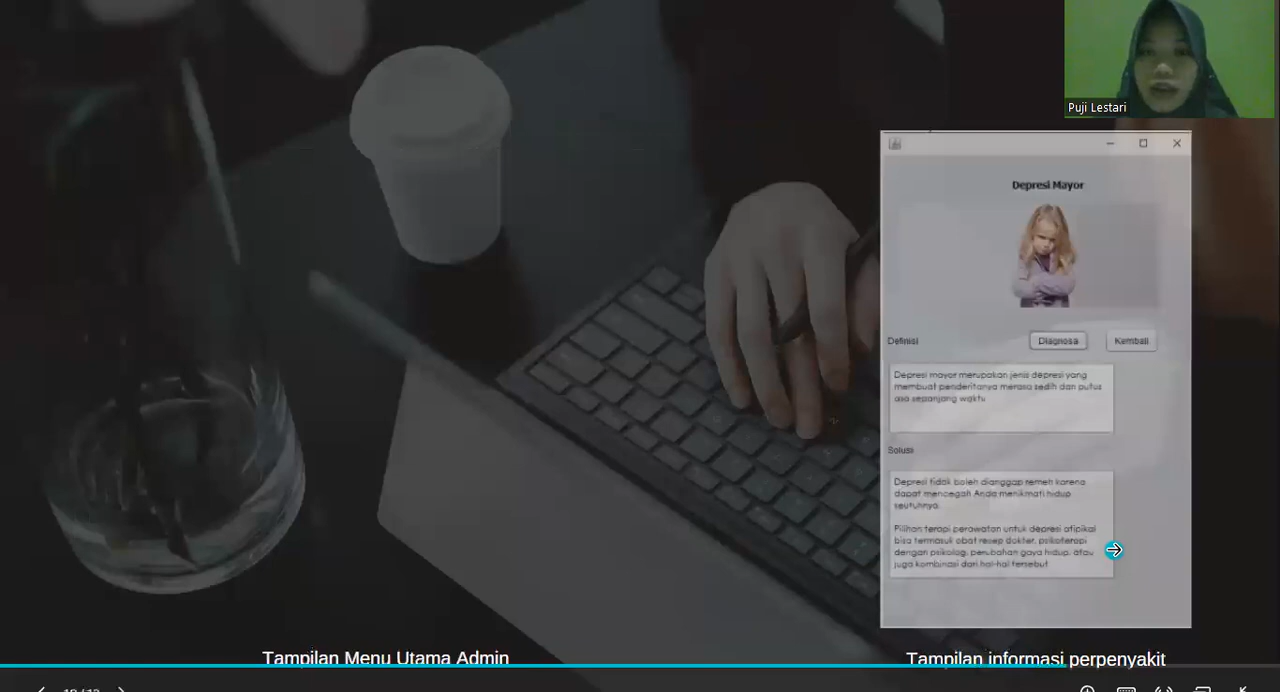 Puji Lestari
Depresi Mayor
Definisi
Diagnosa
Kembali
Depresi mayor merupakan jenis depresi yang
membuat penderitanya merasa sedih dan putus
asa sepanjang waktu
Solusi
Depresi tidak boleh dianggap remeh karena
dapat mencegah Anda menikmati hidup
seutuhnya.
Pilihan terapi perawatan untuk depresi atipikal
bisa termasuk obat resep dokter, psikoterapi
dengan psikolog, perubahan gaya hidup, atau
juga kombinasi dari hal-hal tersebut
Tampilan Menu Utama Admin
Tampilan informasi perpenyakit